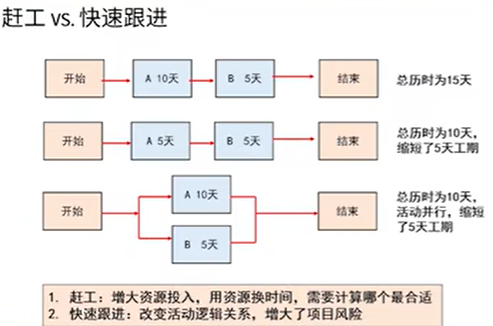 赶工 vs. 快速跟进
开始
A 10天
B 5天
结束
总历时为15天
开始
A 5天
B 5天
结束
总历时为10天，
缩短了5天工期
开始
A 10天
B 5天
结束
总历时为10天，
活动并行，缩短
了5天工期
1. 赶工：增大资源投入，用资源换时间，需要计算哪个最合适
2. 快速跟进：改变活动逻辑关系，增大了项目风险